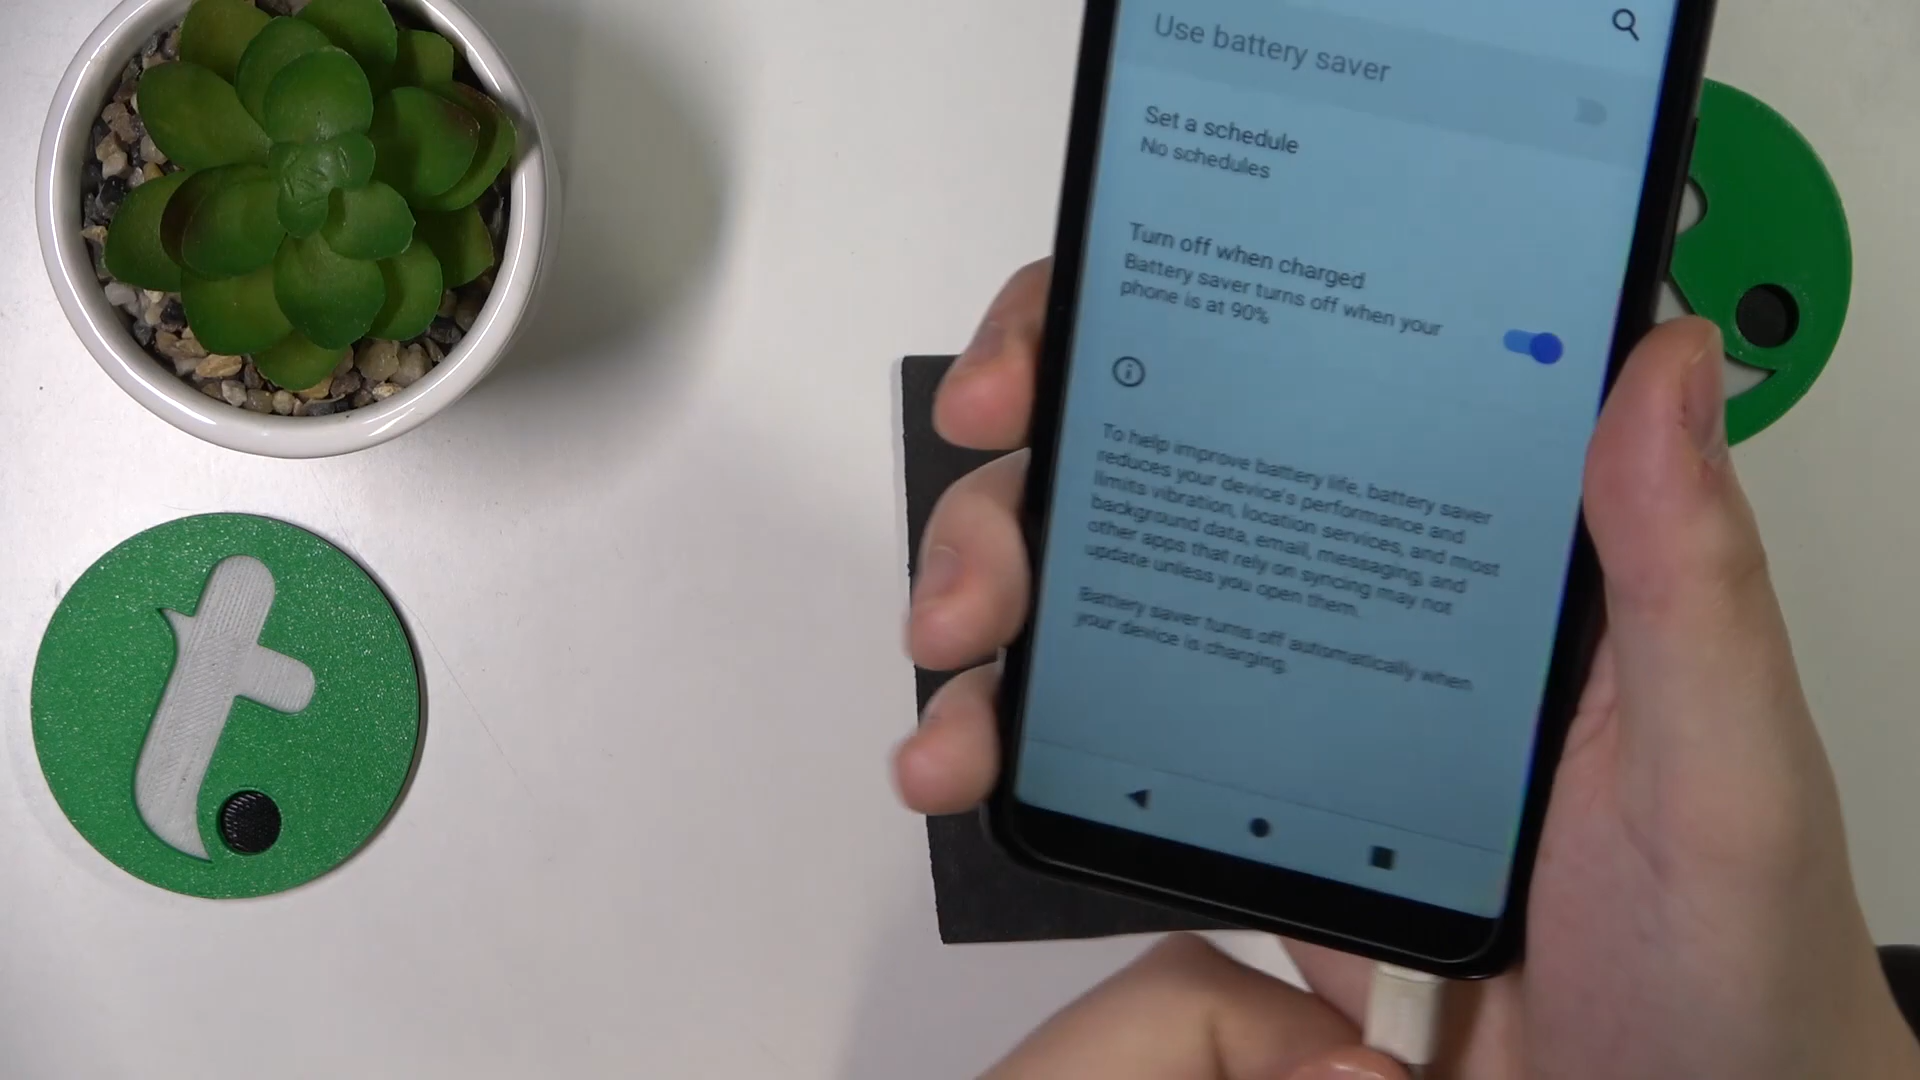 Use battery saver
Set a schedule
No schedules
Turn off when charged
Battery saver turns off when your
phone is at 90%
To help improve battery life, battery saver
reduces your device's performance and
limits vibration, location services, and most
background data, email, messaging, and
other apps that rely on syncing may not
update unless you open them.
Battery saver turns off automatically when
your device is charging.
t